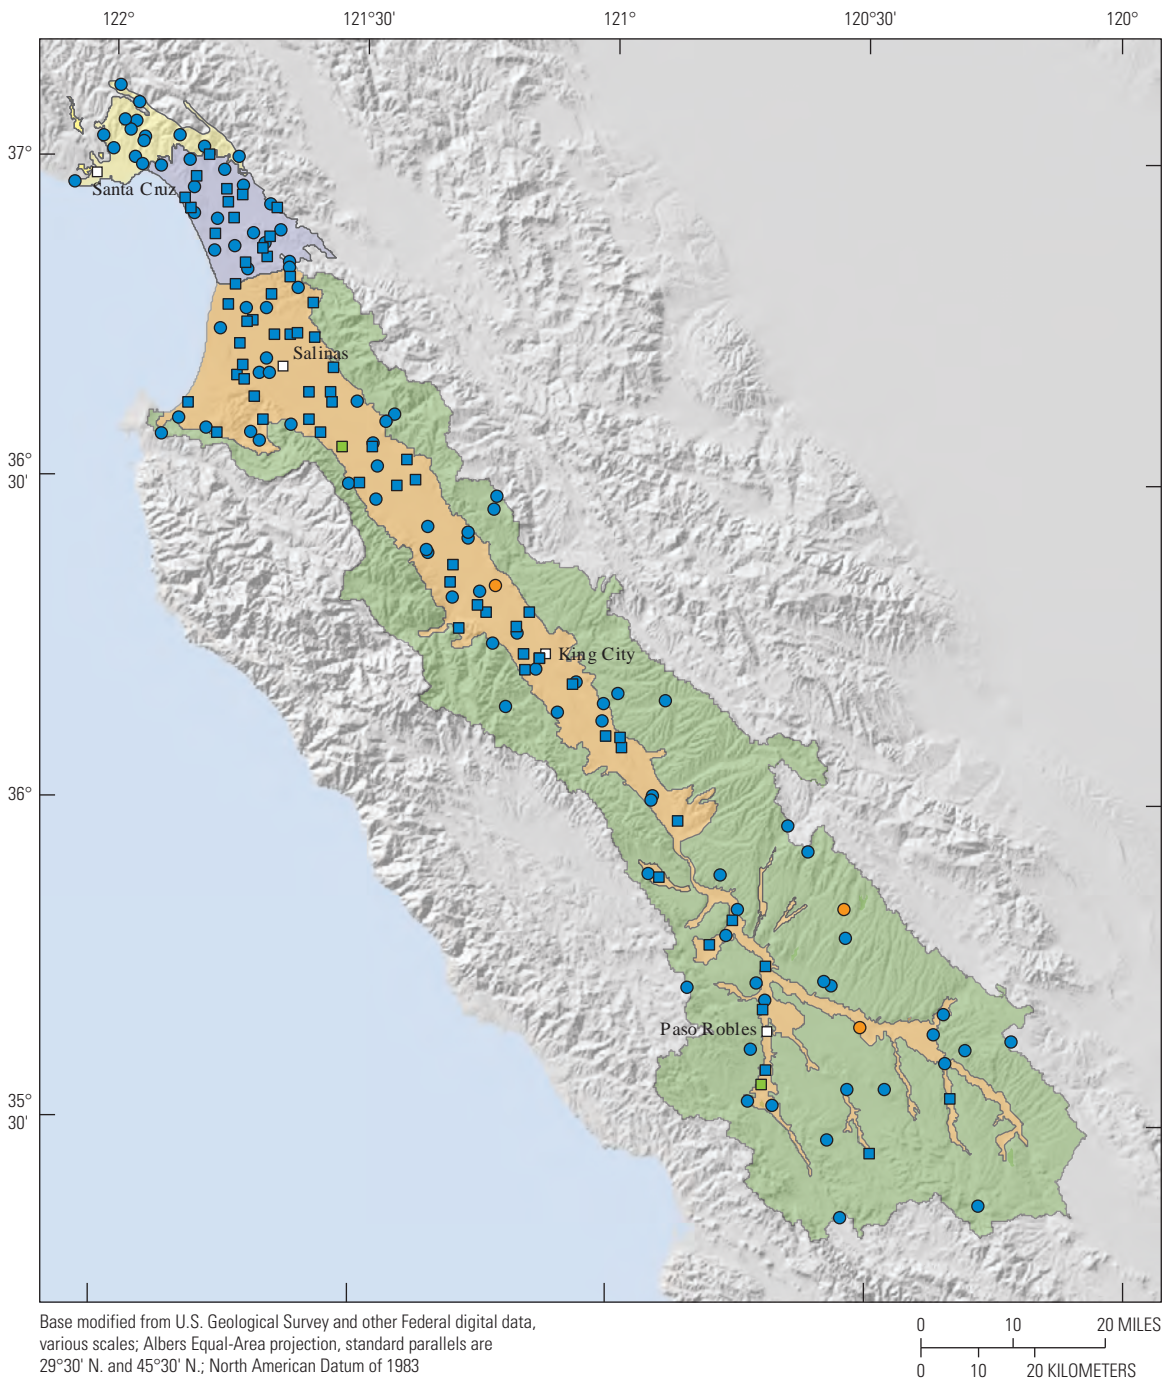 122° 121°30' 121° 120°30' 120°
37°
Santa Cruz
Salinas
36°
30'
King City
36°
Paso Robles
35°
30'
Base modified from U.S. Geological Survey and other Federal digital data,
various scales; Albers Equal-Area projection, standard parallels are
29°30' N. and 45°30' N.; North American Datum of 1983
0 10 20 MILES
0 10 20 KILOMETERS